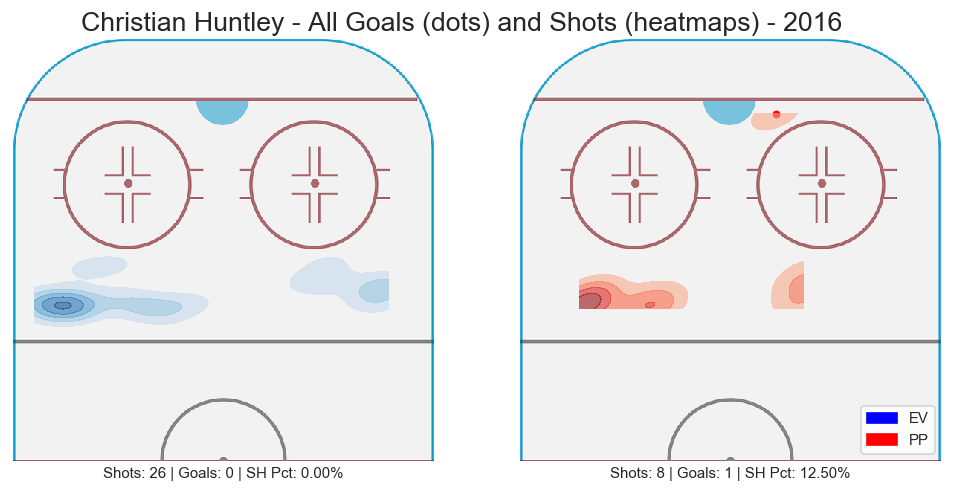 Christian Huntley - All Goals (dots) and Shots (heatmaps) - 2016
EV
PP
Shots: 26 | Goals: 0 | SH Pct: 0.00%
Shots: 8 | Goals: 1 | SH Pct: 12.50%